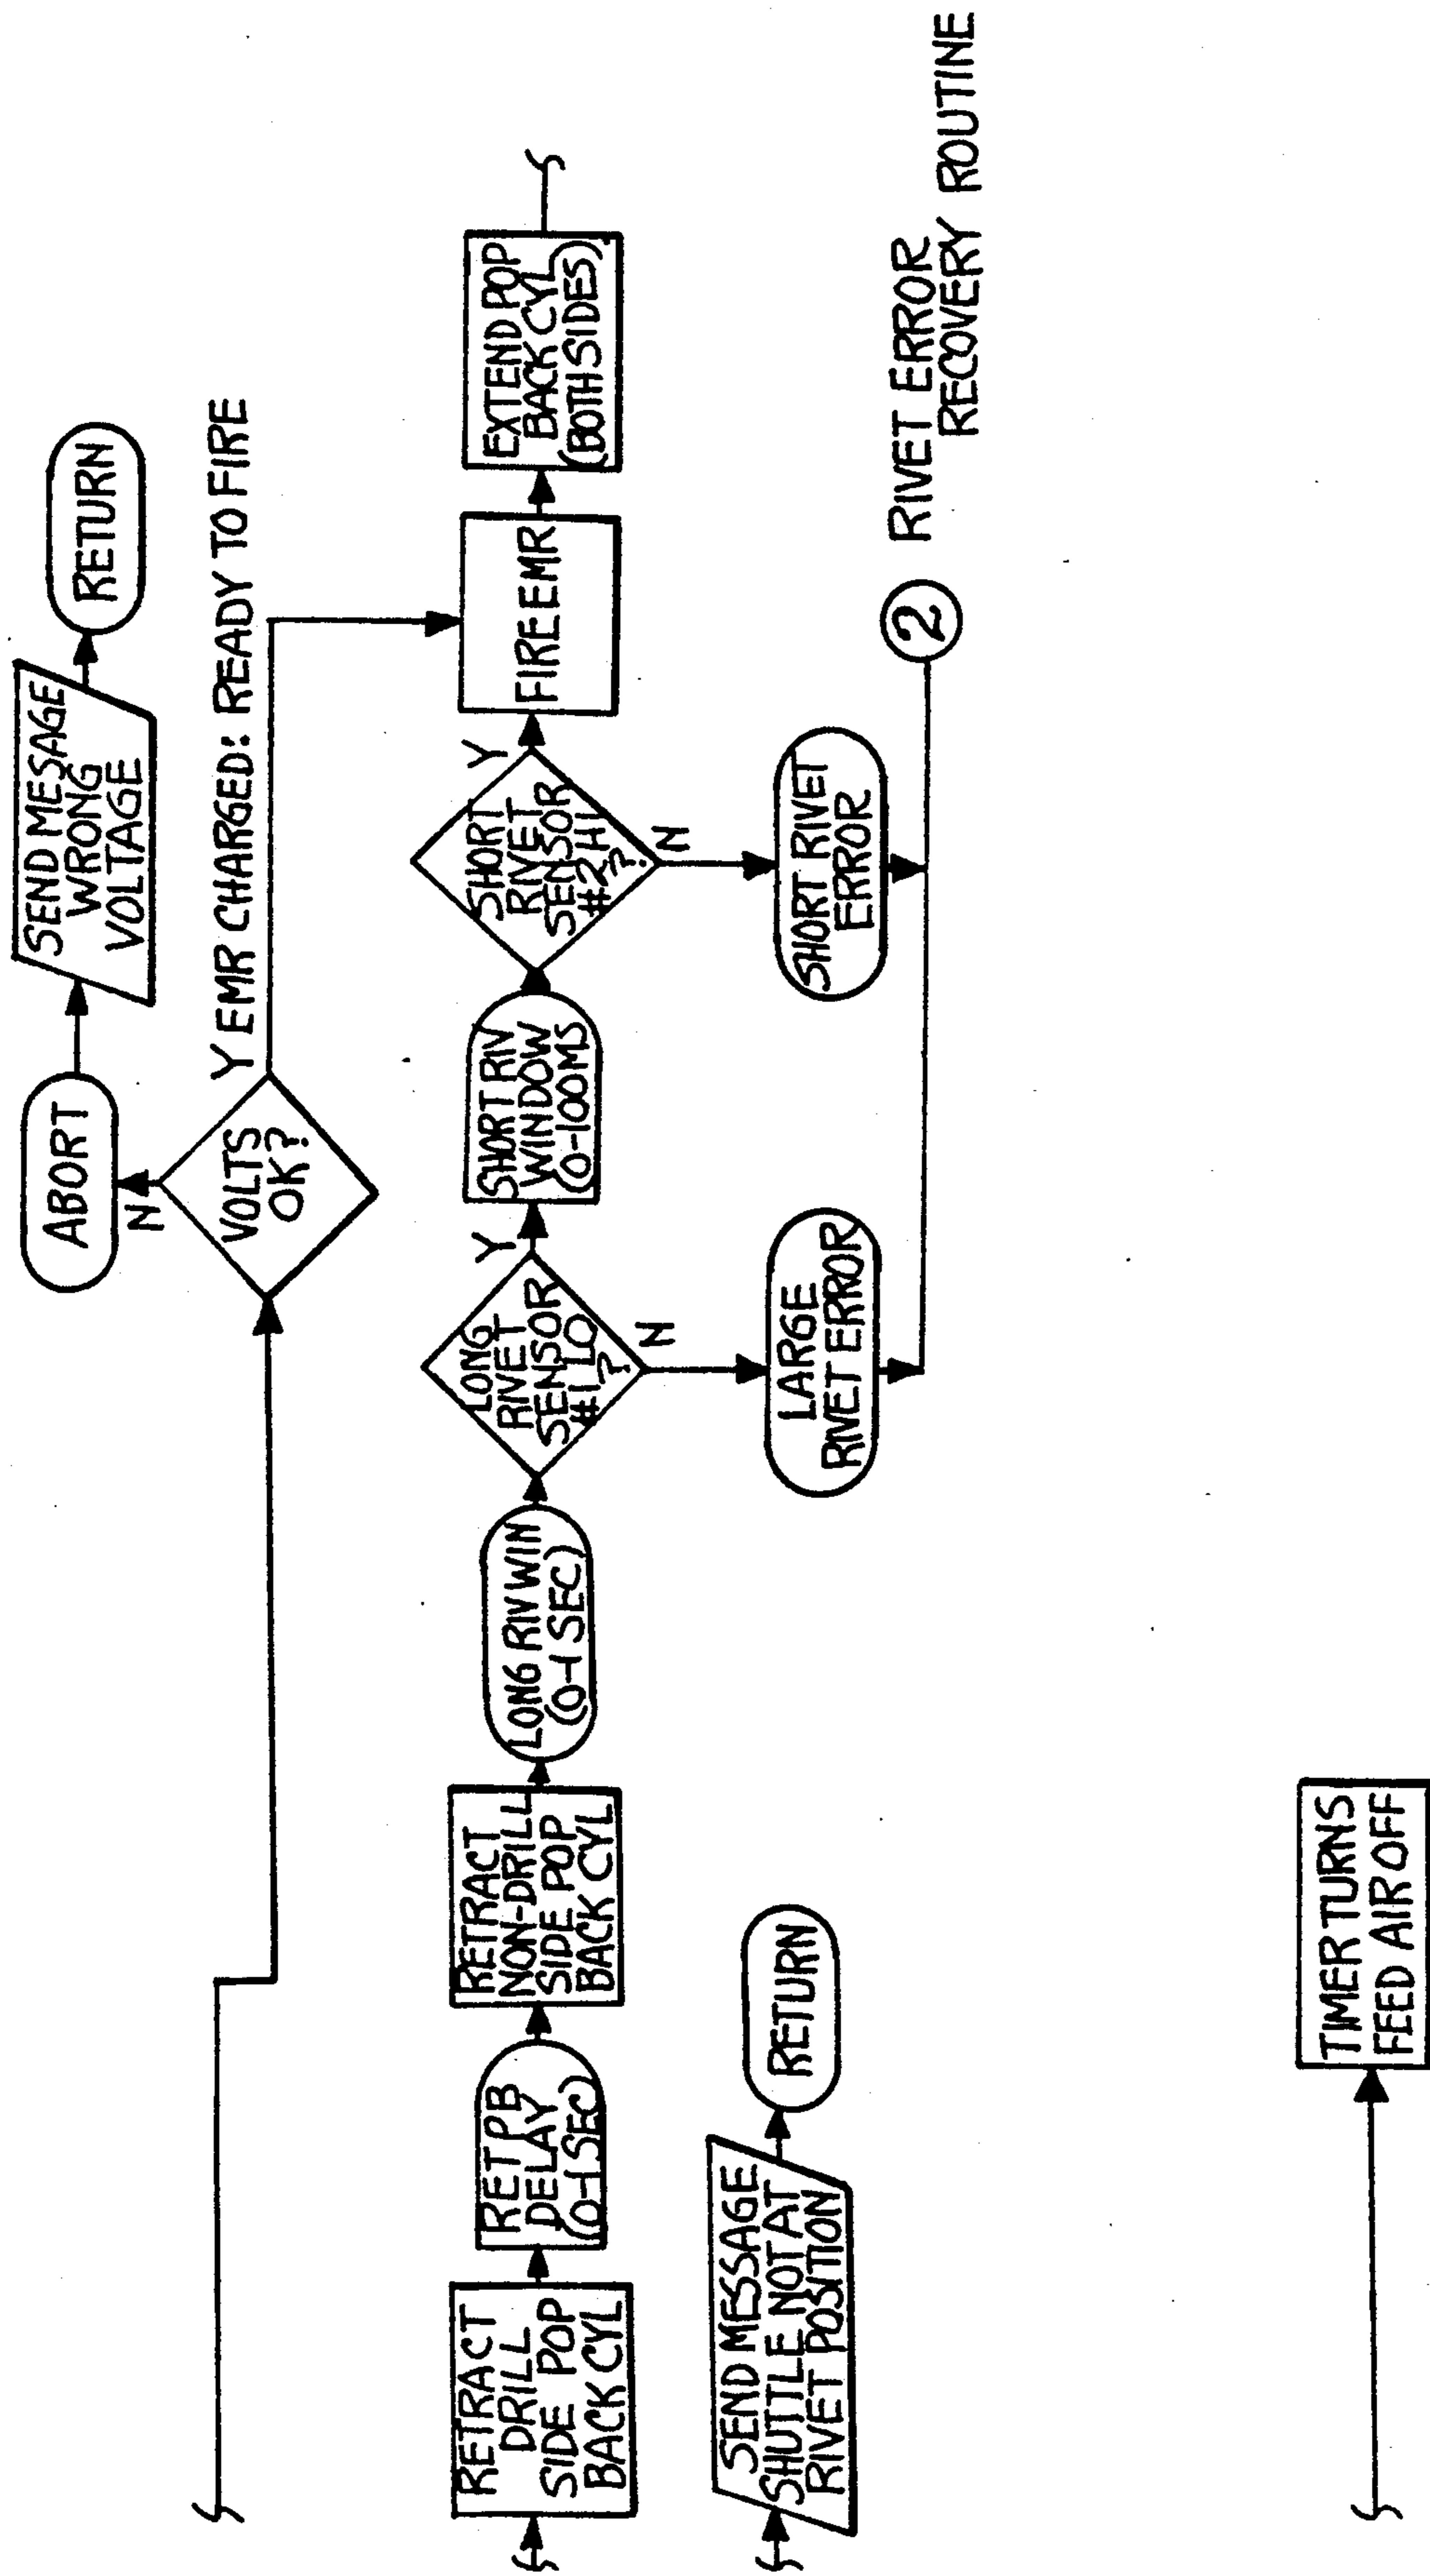 ABORT
SEND MESSAGE
WRONG
VOLTAGE
RETURN
N
VOLTS
OK?
Y EMR CHARGED: READY TO FIRE
RETRACT
DRILL
SIDE POP
BACK CYL
RET PB
DELAY
(0-1 SEC)
RETRACT
NON-DRILL
SIDE POP
BACK CYL
LONG RIV WIN
(0-1 SEC)
LONG
RIVET
SENSOR
#1 LO
?
Y
N
SHORT RIV
WINDOW
(0-100MS
SHORT
RIVET
SENSOR
#2 HI
?
Y
N
FIRE EMR
EXTEND POP
BACK CYL
(BOTH SIDES)
LARGE
RIVET ERROR
SHORT RIVET
ERROR
2
RIVET ERROR
RECOVERY ROUTINE
SEND MESSAGE
SHUTTLE NOT AT
RIVET POSITION
RETURN
TIMER TURNS
FEED AIR OFF